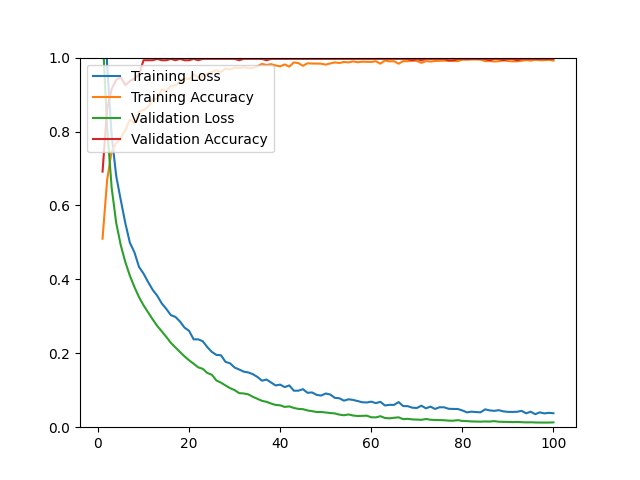 1.0
0.8
0.6
0.4
0.2
0.0
Training Loss
Training Accuracy
Validation Loss
Validation Accuracy
0 20 40 60 80 100